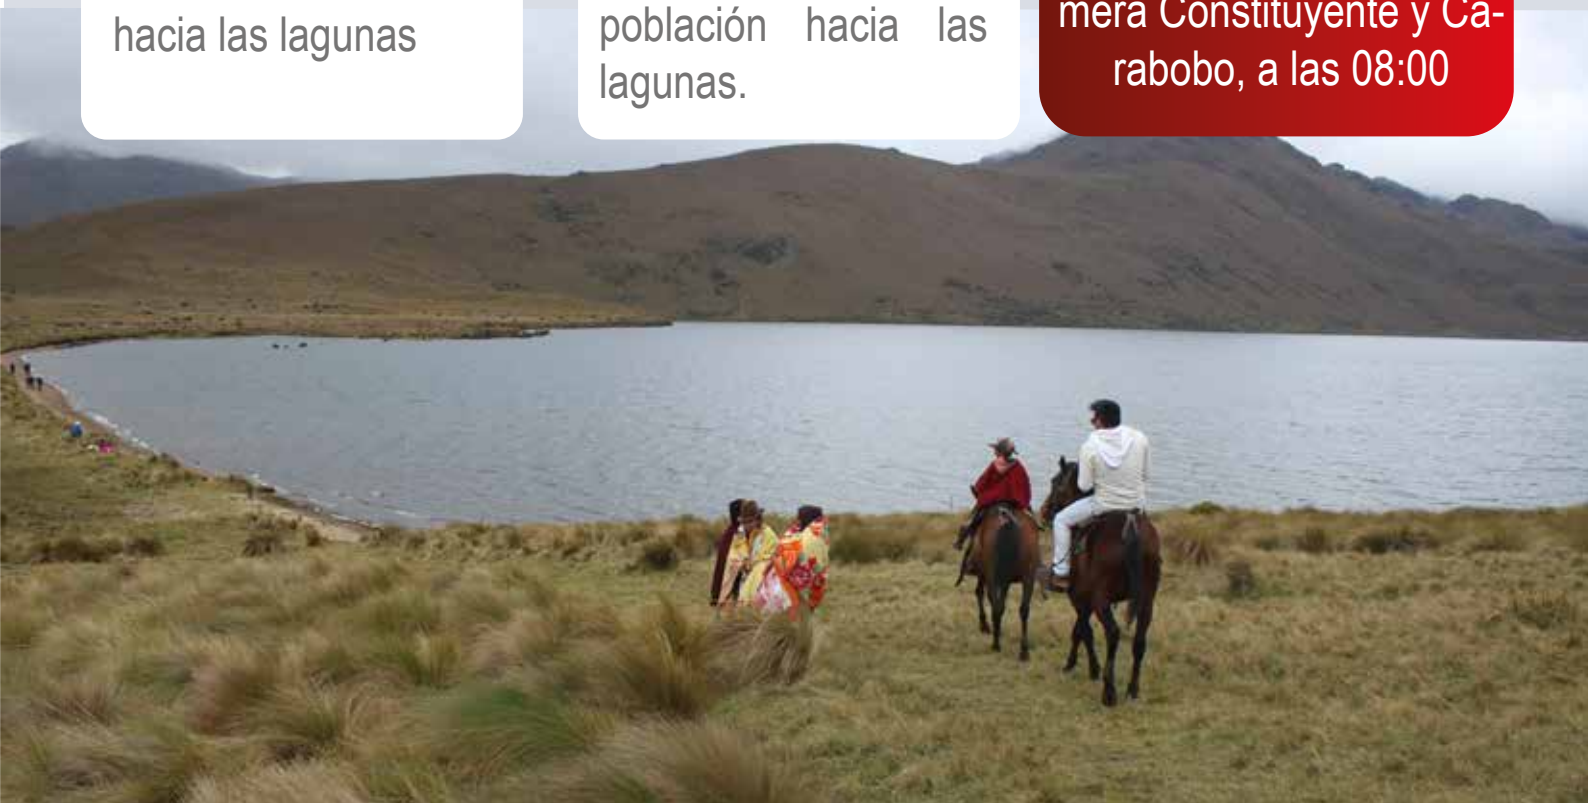 hacia las lagunas
población hacia las
lagunas.
mera Constituyente y Ca-
rabobo, a las 08:00